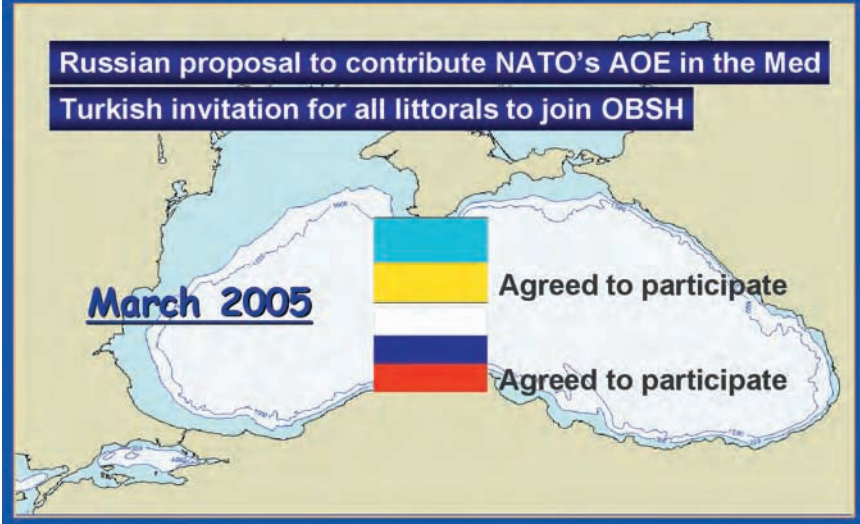 Russian proposal to contribute NATO's AOE in the Med
Turkish invitation for all littorals to join OBSH
March 2005
Agreed to participate
Agreed to participate